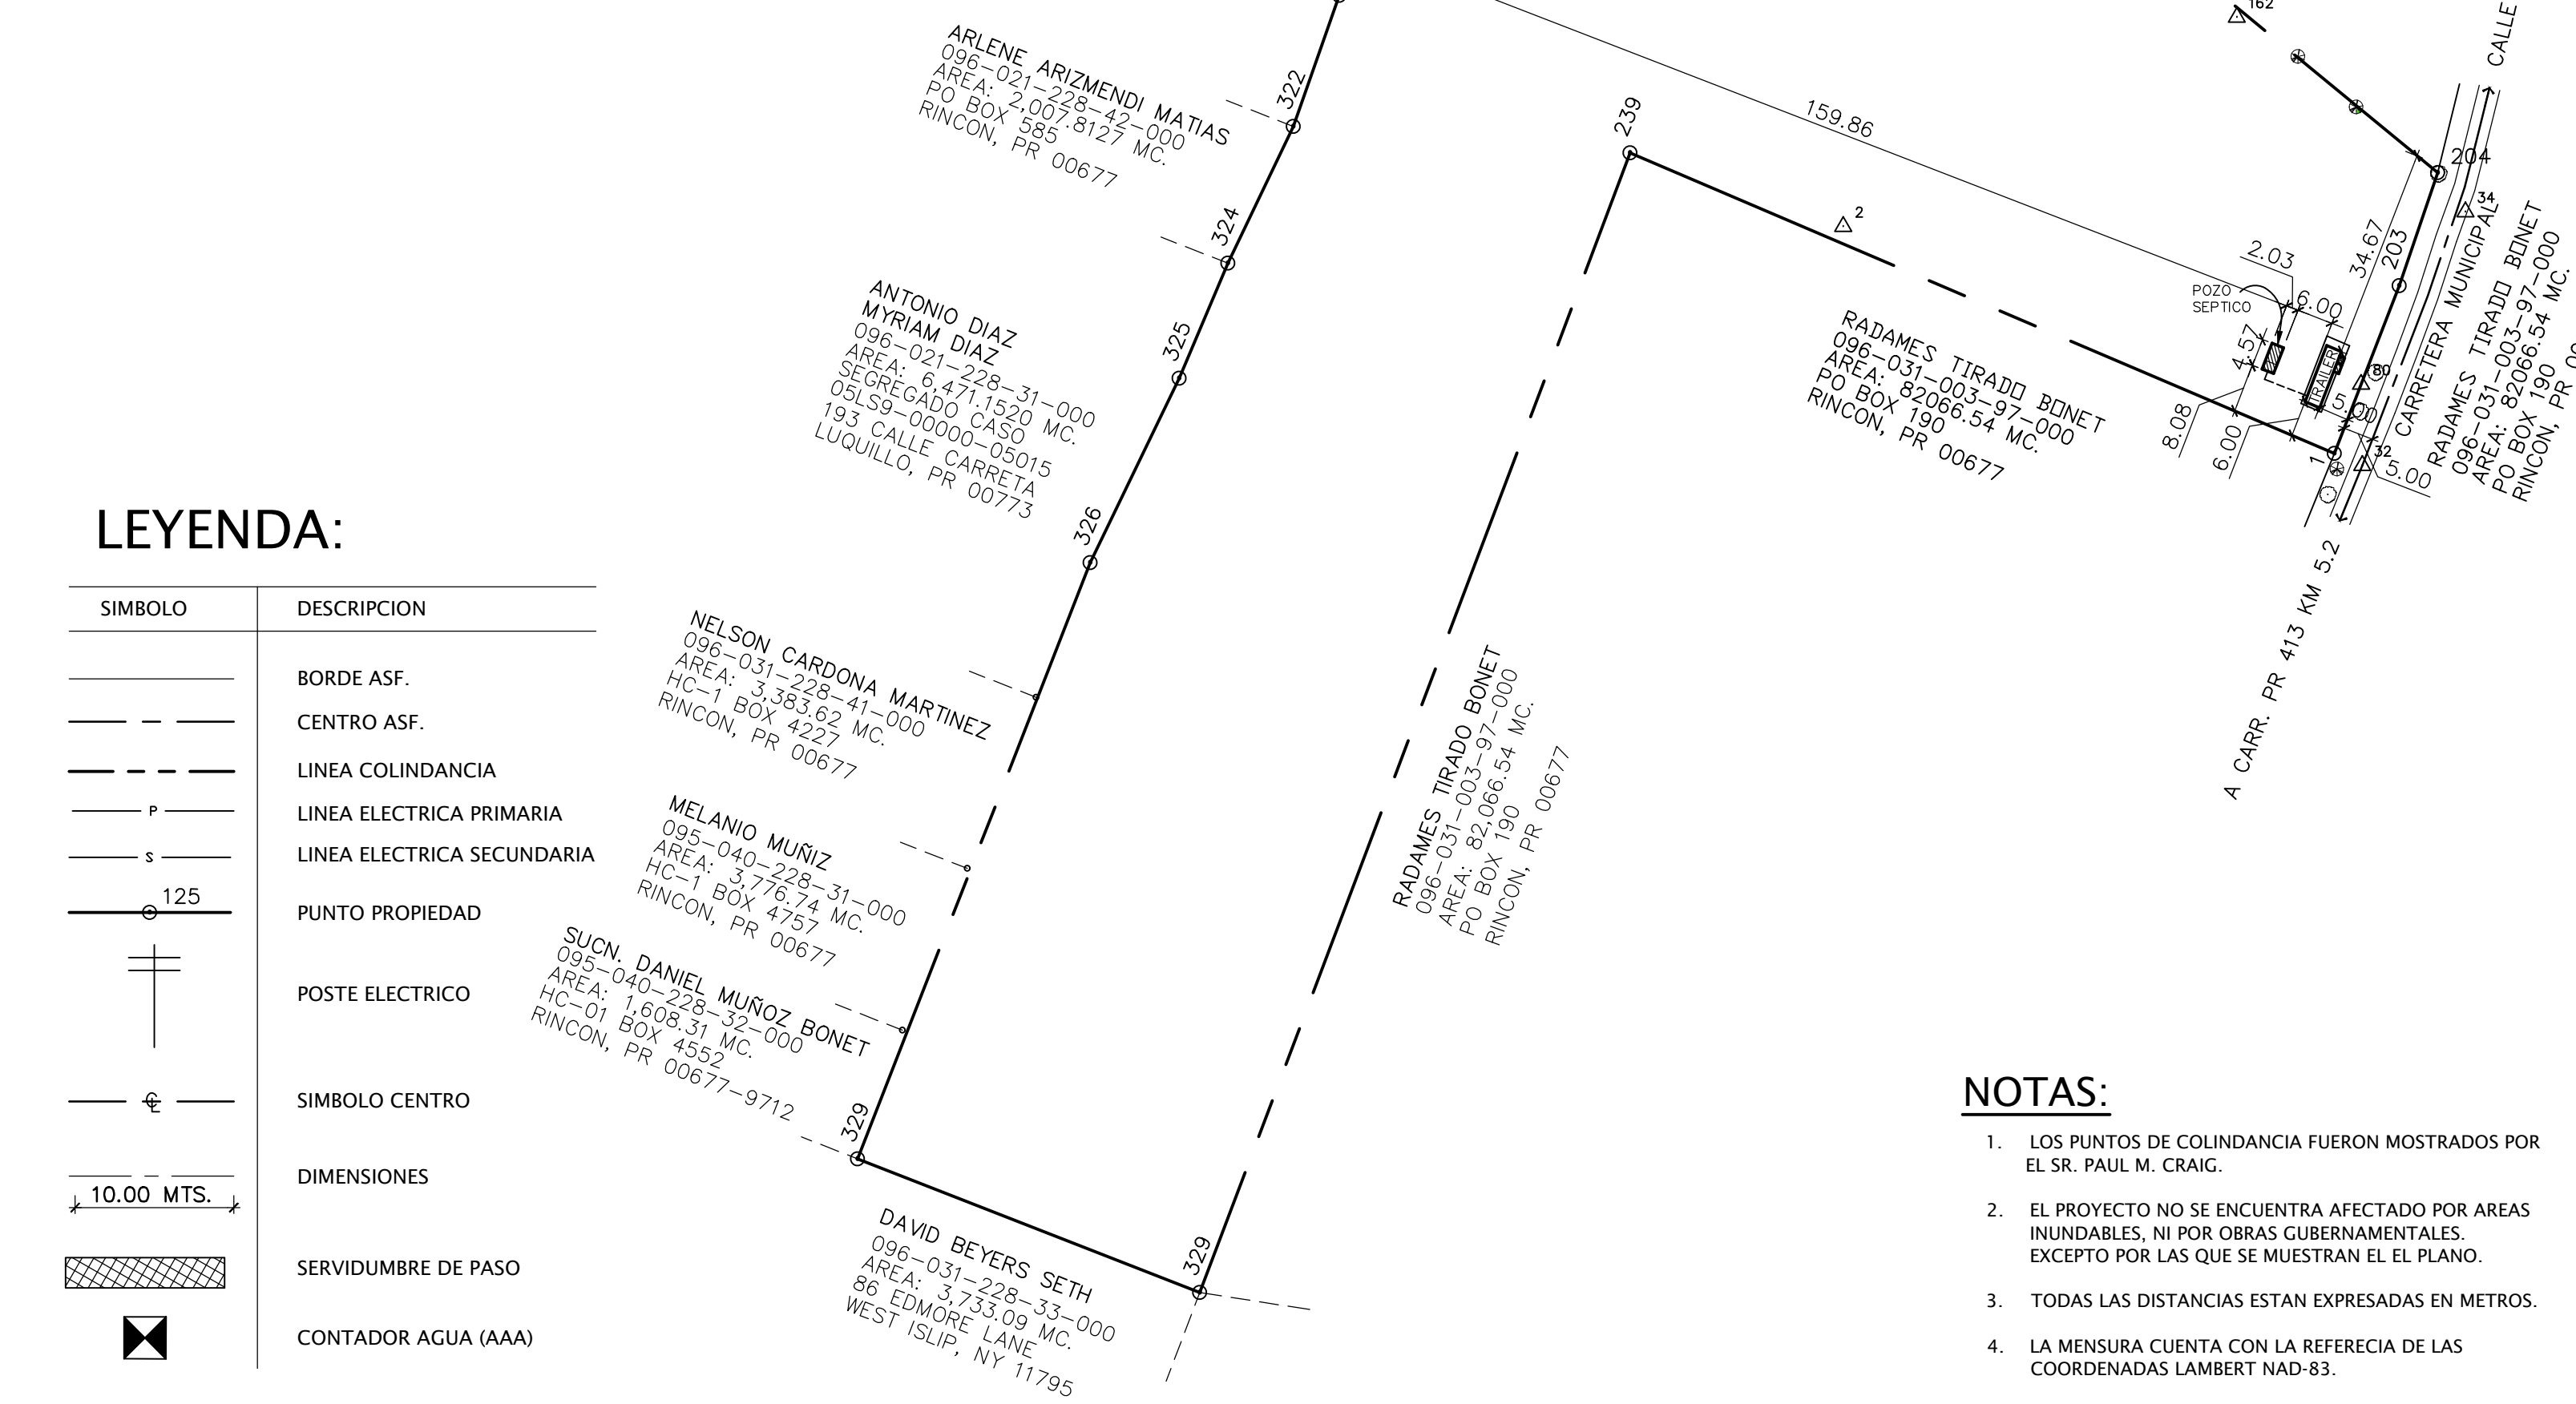 162
CALLE
ARLENE ARIZMENDI MATIAS
096-021-228-42-000
AREA: 2,007.8127 MC.
PO BOX 585
RINCON, PR 00677
322
239
159.86
204
34
2
324
34.67
203
2.03
POZO
SEPTICO
6.00
4.57
TRAILER
80
5.00
8.08
6.00
1
32
5.00
CARRETERA MUNICIPAL
RADAMES TIRADO BONET
096-031-003-97-000
AREA: 82066.54 MC.
PO BOX 190
RINCON, PR
RADAMES TIRADO BONET
096-031-003-97-000
AREA: 82066.54 MC.
PO BOX 190
RINCON, PR 00677
ANTONIO DIAZ
MYRIAM DIAZ
096-021-228-31-000
AREA: 6,471.1520 MC.
SEGREGADO CASO
05LS9-00000-05015
193 CALLE CARRETA
LUQUILLO, PR 00773
325
326
A CARR. PR 413 KM 5.2
NELSON CARDONA MARTINEZ
096-031-228-41-000
AREA: 3,383.62 MC.
HC-1 BOX 4227
RINCON, PR 00677
RADAMES TIRADO BONET
096-031-003-97-000
AREA: 82,066.54 MC.
PO BOX 190
RINCON, PR 00677
MELANIO MUÑIZ
095-040-228-31-000
AREA: 3,776.74 MC.
HC-1 BOX 4757
RINCON, PR 00677
SUCN. DANIEL MUÑOZ BONET
095-040-228-32-000
AREA: 1,608.31 MC.
HC-01 BOX 4552
RINCON, PR 00677-9712
329
329
DAVID BEYERS SETH
096-031-228-33-000
AREA: 3,733.09 MC.
86 EDMORE LANE
WEST ISLIP, NY 11795
LEYENDA:
SIMBOLO DESCRIPCION
BORDE ASF.
CENTRO ASF.
LINEA COLINDANCIA
P LINEA ELECTRICA PRIMARIA
S LINEA ELECTRICA SECUNDARIA
125 PUNTO PROPIEDAD
POSTE ELECTRICO
℄ SIMBOLO CENTRO
DIMENSIONES
10.00 MTS.
SERVIDUMBRE DE PASO
CONTADOR AGUA (AAA)
NOTAS:
1. LOS PUNTOS DE COLINDANCIA FUERON MOSTRADOS POR
EL SR. PAUL M. CRAIG.
2. EL PROYECTO NO SE ENCUENTRA AFECTADO POR AREAS
INUNDABLES, NI POR OBRAS GUBERNAMENTALES.
EXCEPTO POR LAS QUE SE MUESTRAN EL EL PLANO.
3. TODAS LAS DISTANCIAS ESTAN EXPRESADAS EN METROS.
4. LA MENSURA CUENTA CON LA REFERECIA DE LAS
COORDENADAS LAMBERT NAD-83.